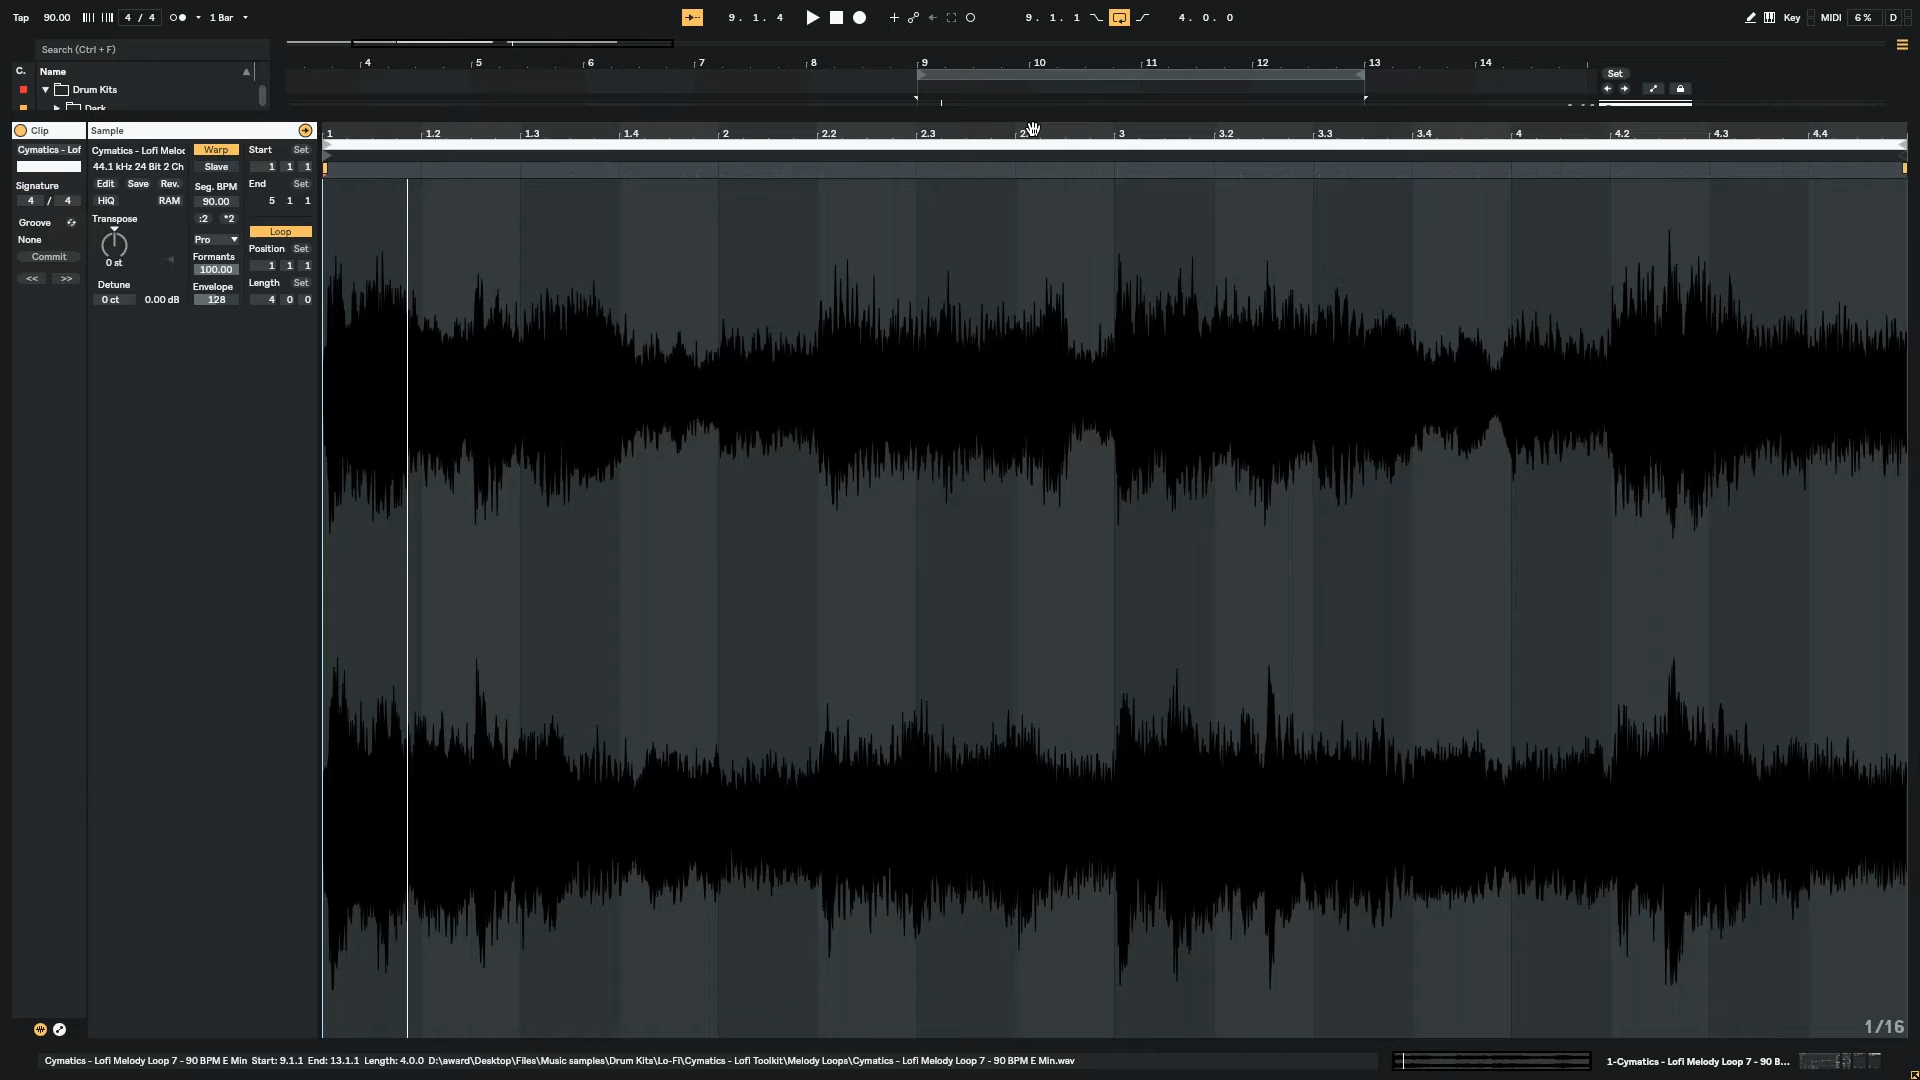 Tap 90.00 4 / 4 1 Bar 9. 1. 4 9. 1. 1 4. 0. 0 Key MIDI 6 % D
Search (Ctrl + F)
C. Name
Drum Kits
Dark
4 5 6 7 8 9 10 11 12 13 14
Set
Clip
Cymatics - Lof
Signature
4 / 4
Groove
None
Commit
<< >>
Sample
Cymatics - Lofi Meloc
44.1 kHz 24 Bit 2 Ch
Edit Save Rev.
HiQ RAM
Transpose
0 st
Detune
0 ct 0.00 dB
Warp
Slave
Seg. BPM
90.00
:2 *2
Pro
Formants
100.00
Envelope
128
Start Set
1 1 1
End Set
5 1 1
Loop
Position Set
1 1 1
Length Set
4 0 0
1 1.2 1.3 1.4 2 2.2 2.3 3 3.2 3.3 3.4 4 4.2 4.3 4.4
1/16
Cymatics - Lofi Melody Loop 7 - 90 BPM E Min Start: 9.1.1 End: 13.1.1 Length: 4.0.0 D:\award\Desktop\Files\Music samples\Drum Kits\Lo-Fi\Cymatics - Lofi Toolkit\Melody Loops\Cymatics - Lofi Melody Loop 7 - 90 BPM E Min.wav
1-Cymatics - Lofi Melody Loop 7 - 90 B...